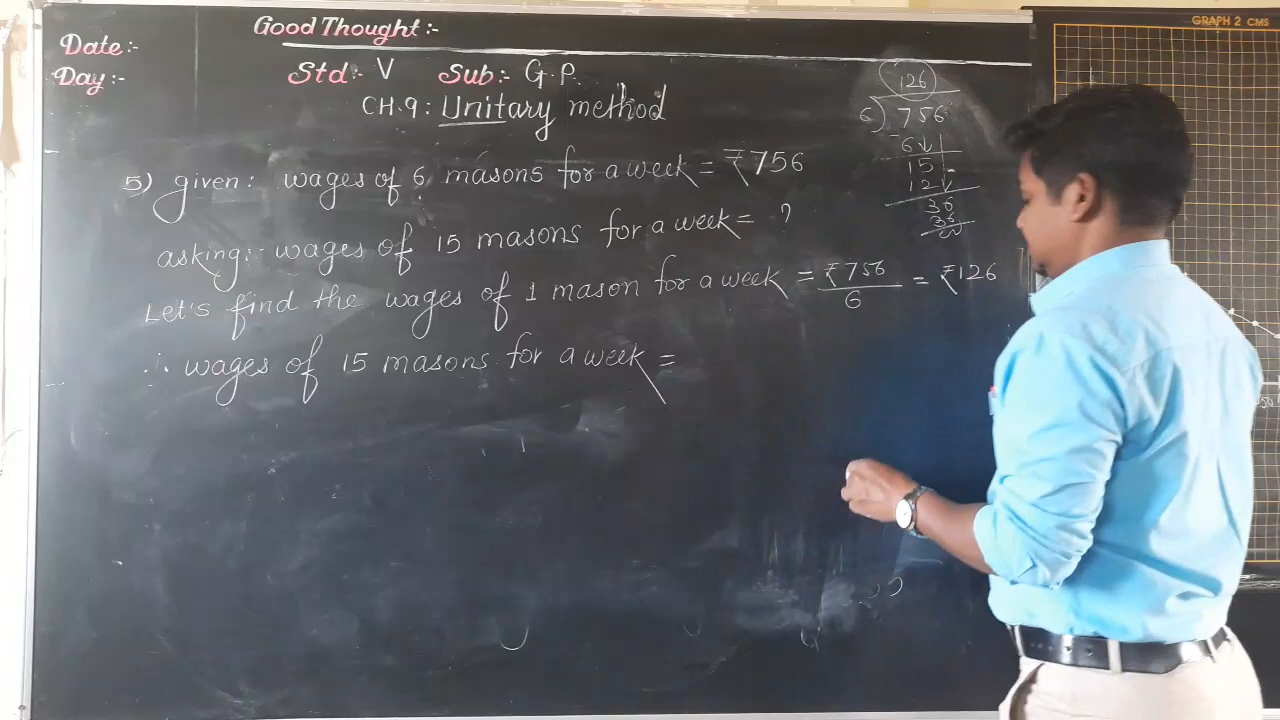 Good Thought :-
Date:-
Day:-
Std:- V Sub:- G.P.
CH.9: Unitary method
5) given: wages of 6 masons for a week = ₹756
asking:- wages of 15 masons for a week = ?
Let's find the wages of 1 mason for a week = ₹756/6 = ₹126
∴ wages of 15 masons for a week =
126
6) 756
- 6↓
15
12↓
36
36
00
GRAPH 2 CMS